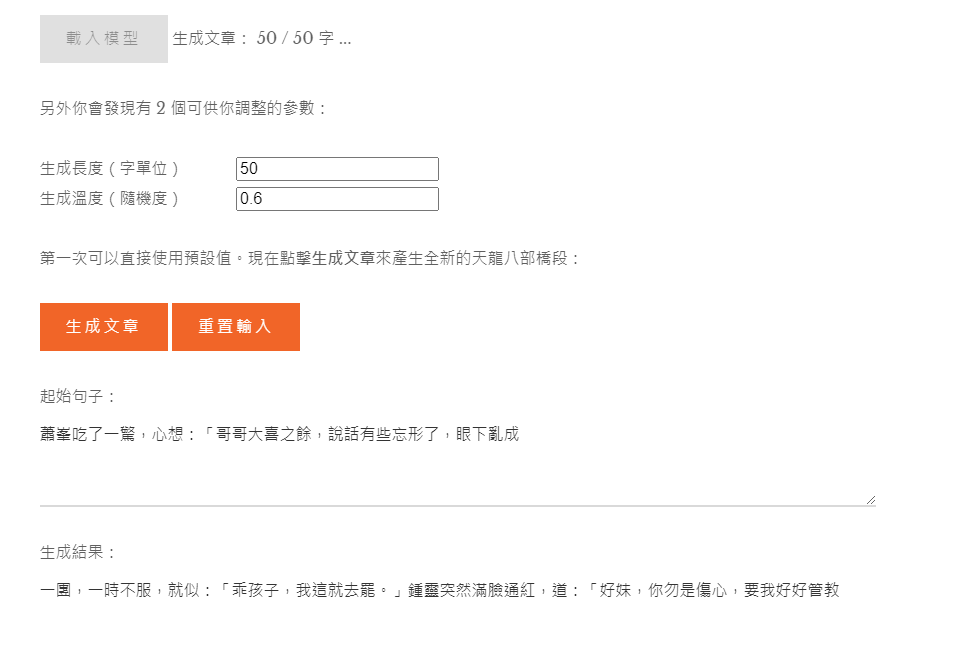 載入模型 生成文章： 50 / 50 字 ...
另外你會發現有 2 個可供你調整的參數：
生成長度（字單位） 50
生成溫度（隨機度） 0.6
第一次可以直接使用預設值。現在點擊生成文章來產生全新的天龍八部橋段：
生成文章 重置輸入
起始句子：
蕭峯吃了一驚，心想：「哥哥大喜之餘，說話有些忘形了，眼下亂成
生成結果：
一團，一時不服，就似：「乖孩子，我這就去罷。」鍾靈突然滿臉通紅，道：「好妹，你勿是傷心，要我好好管教